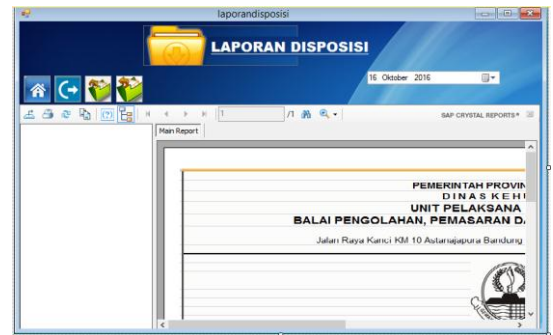 laporandisposisi
LAPORAN DISPOSISI
16 Oktober 2016
1 /1 SAP CRYSTAL REPORTS®
Main Report
PEMERINTAH PROVIN
DINAS KEHU
UNIT PELAKSANA
BALAI PENGOLAHAN, PEMASARAN DA
Jalan Raya Kanci KM 10 Astanajapura Bandung